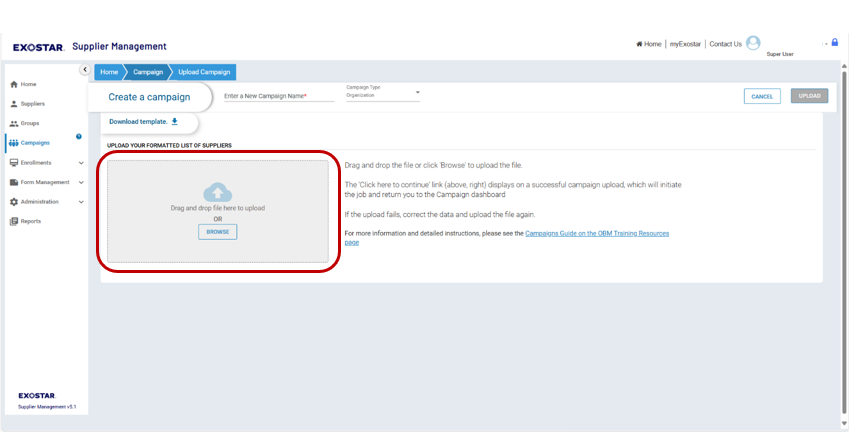 EXOSTAR. Supplier Management
Home | myExostar | Contact Us
Super User
Home Campaign Upload Campaign
Home
Suppliers
Groups
Campaigns
Enrollments
Form Management
Administration
Reports
Create a campaign
Enter a New Campaign Name*
Campaign Type
Organization
CANCEL
UPLOAD
Download template.
UPLOAD YOUR FORMATTED LIST OF SUPPLIERS
Drag and drop file here to upload
OR
BROWSE
Drag and drop the file or click 'Browse' to upload the file.
The 'Click here to continue' link (above, right) displays on a successful campaign upload, which will initiate
the job and return you to the Campaign dashboard
If the upload fails, correct the data and upload the file again.
For more information and detailed instructions, please see the Campaigns Guide on the OBM Training Resources
page
EXOSTAR
Supplier Management v5.1